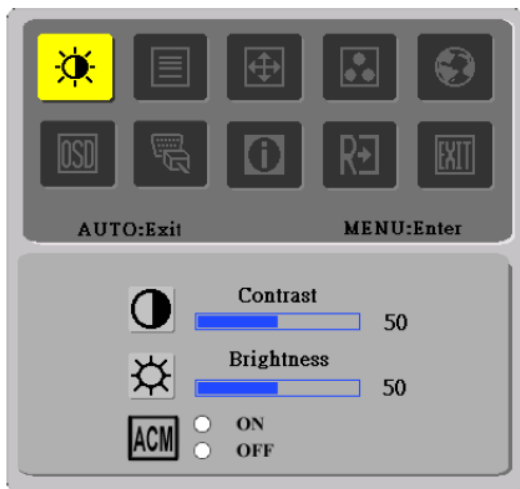 OSD
R
EXIT
AUTO:Exit MENU:Enter
Contrast
50
Brightness
50
ACM ON
OFF